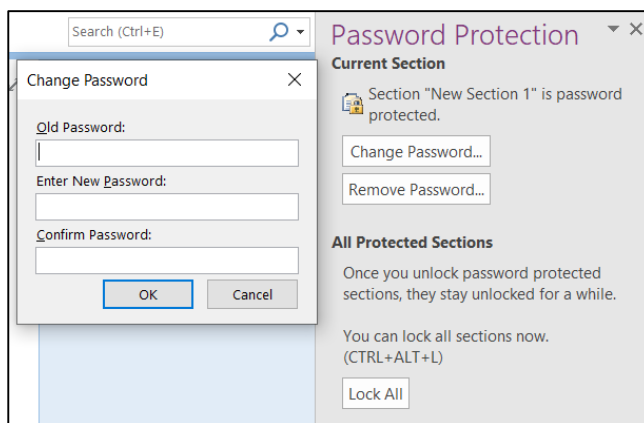 Search (Ctrl+E)
Change Password
Old Password:
Enter New Password:
Confirm Password:
OK
Cancel
Password Protection
Current Section
Section "New Section 1" is password
protected.
Change Password...
Remove Password...
All Protected Sections
Once you unlock password protected
sections, they stay unlocked for a while.
You can lock all sections now.
(CTRL+ALT+L)
Lock All